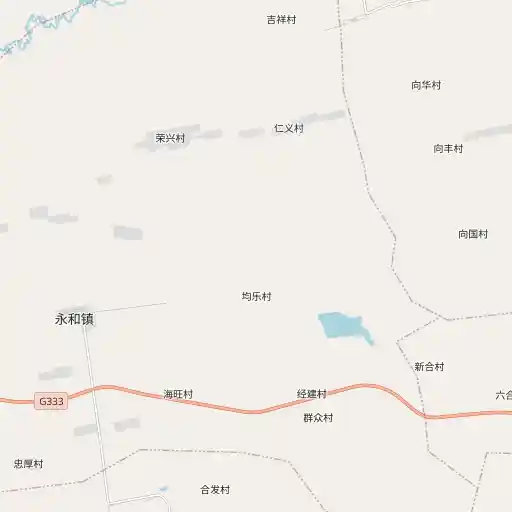 吉祥村
向华村
仁义村
荣兴村
向丰村
向国村
均乐村
永和镇
新合村
海旺村
经建村
六合
G333
群众村
忠厚村
合发村